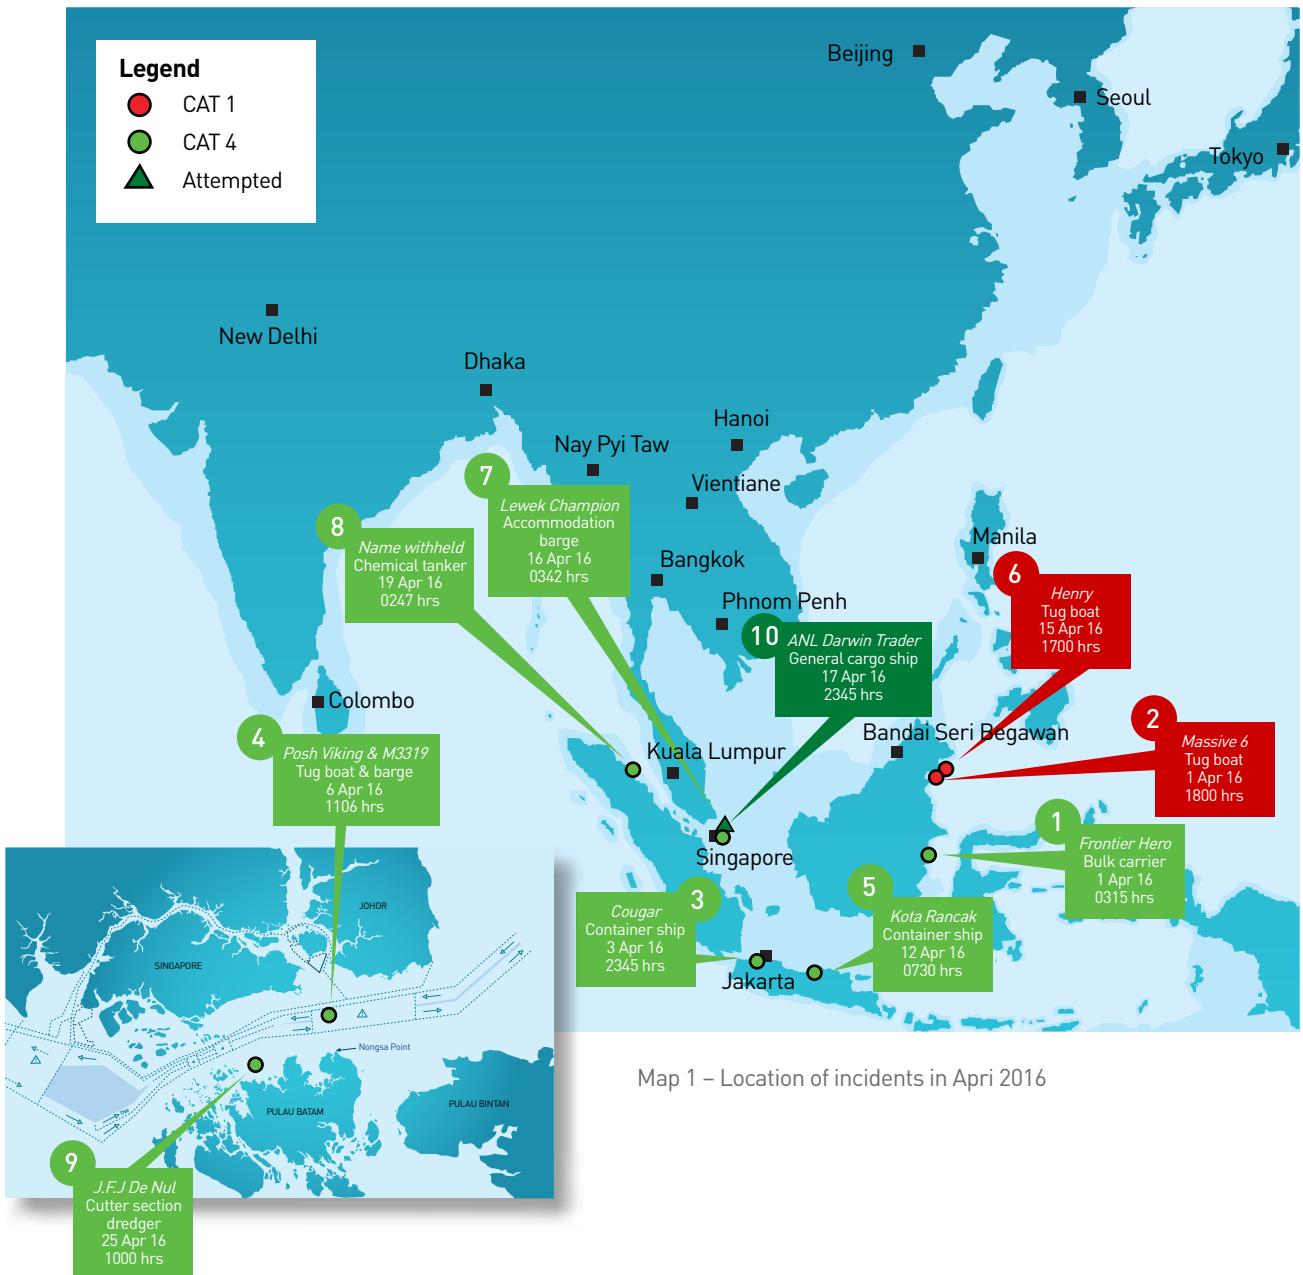 Legend
CAT 1
CAT 4
Attempted
Beijing
Seoul
Tokyo
New Delhi
Dhaka
Hanoi
Nay Pyi Taw
Vientiane
7
Lewek Champion
Accommodation
barge
16 Apr 16
0342 hrs
8
Name withheld
Chemical tanker
19 Apr 16
0247 hrs
Bangkok
Manila
Phnom Penh
6
Henry
Tug boat
15 Apr 16
1700 hrs
10
ANL Darwin Trader
General cargo ship
17 Apr 16
2345 hrs
Colombo
4
Posh Viking & M3319
Tug boat & barge
6 Apr 16
1106 hrs
Kuala Lumpur
Bandai Seri Begawan
2
Massive 6
Tug boat
1 Apr 16
1800 hrs
Singapore
1
Frontier Hero
Bulk carrier
1 Apr 16
0315 hrs
3
Cougar
Container ship
3 Apr 16
2345 hrs
5
Kota Rancak
Container ship
12 Apr 16
0730 hrs
Jakarta
JOHOR
SINGAPORE
Nongsa Point
PULAU BATAM
PULAU BINTAN
9
J.F.J De Nul
Cutter section
dredger
25 Apr 16
1000 hrs
Map 1 – Location of incidents in Apri 2016